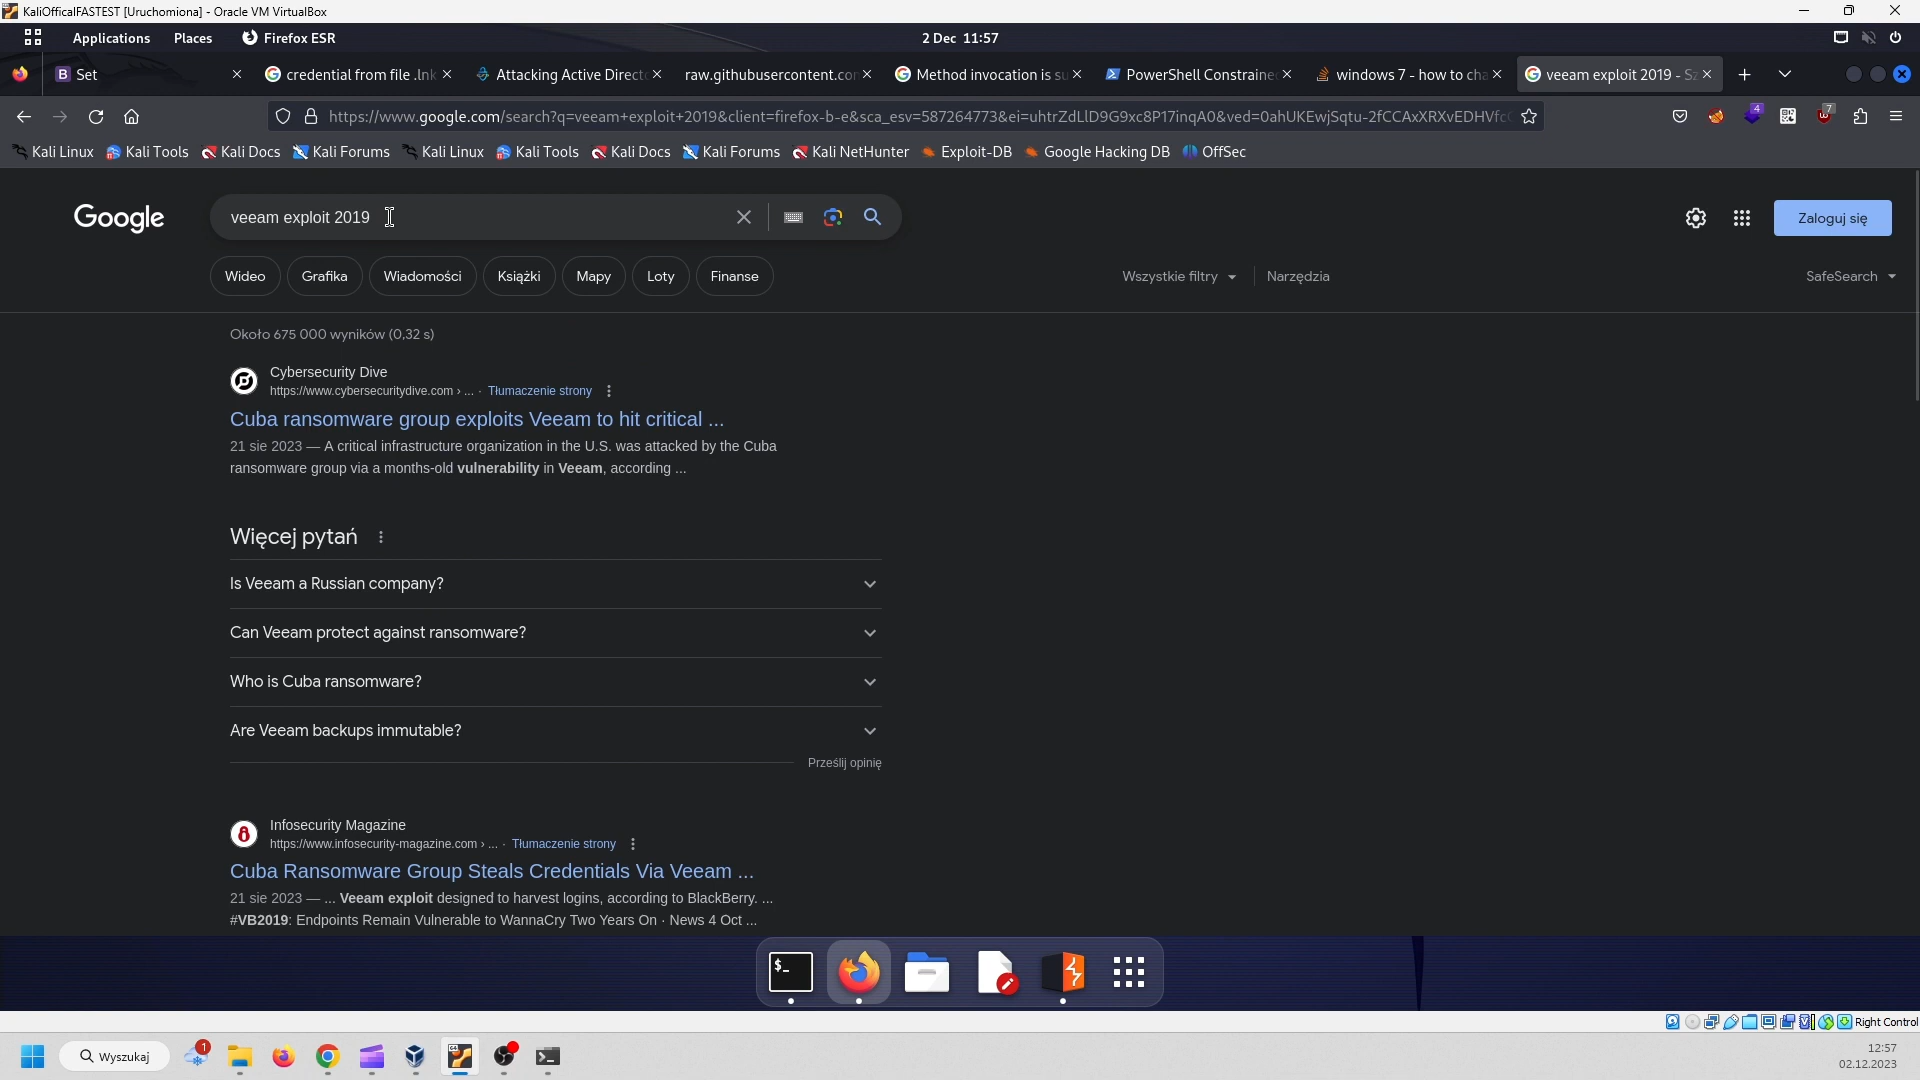 KaliOfficalFASTEST [Uruchomiona] - Oracle VM VirtualBox
Applications Places Firefox ESR 2 Dec 11:57
Set
credential from file .lnk
Attacking Active Direct
raw.githubusercontent.co
Method invocation is su
PowerShell Constraine
windows 7 - how to ch
veeam exploit 2019 - Sz
https://www.google.com/search?q=veeam+exploit+2019&client=firefox-b-e&sca_esv=587264773&ei=uhtrZdLlD9G9xc8P17inqA0&ved=0ahUKEwjSqtu-2fCCAxXRXvEDHVfc
4
7
Kali Linux Kali Tools Kali Docs Kali Forums Kali Linux Kali Tools Kali Docs Kali Forums Kali NetHunter Exploit-DB Google Hacking DB OffSec
Google
veeam exploit 2019
Zaloguj się
Wideo Grafika Wiadomości Książki Mapy Loty Finanse Wszystkie filtry Narzędzia SafeSearch
Około 675 000 wyników (0,32 s)
Cybersecurity Dive
https://www.cybersecuritydive.com › ... · Tłumaczenie strony
Cuba ransomware group exploits Veeam to hit critical ...
21 sie 2023 — A critical infrastructure organization in the U.S. was attacked by the Cuba
ransomware group via a months-old vulnerability in Veeam, according ...
Więcej pytań
Is Veeam a Russian company?
Can Veeam protect against ransomware?
Who is Cuba ransomware?
Are Veeam backups immutable?
Prześlij opinię
Infosecurity Magazine
https://www.infosecurity-magazine.com › ... · Tłumaczenie strony
Cuba Ransomware Group Steals Credentials Via Veeam ...
21 sie 2023 — ... Veeam exploit designed to harvest logins, according to BlackBerry. ...
#VB2019: Endpoints Remain Vulnerable to WannaCry Two Years On · News 4 Oct ...
Right Control
Wyszukaj
1
12:57
02.12.2023